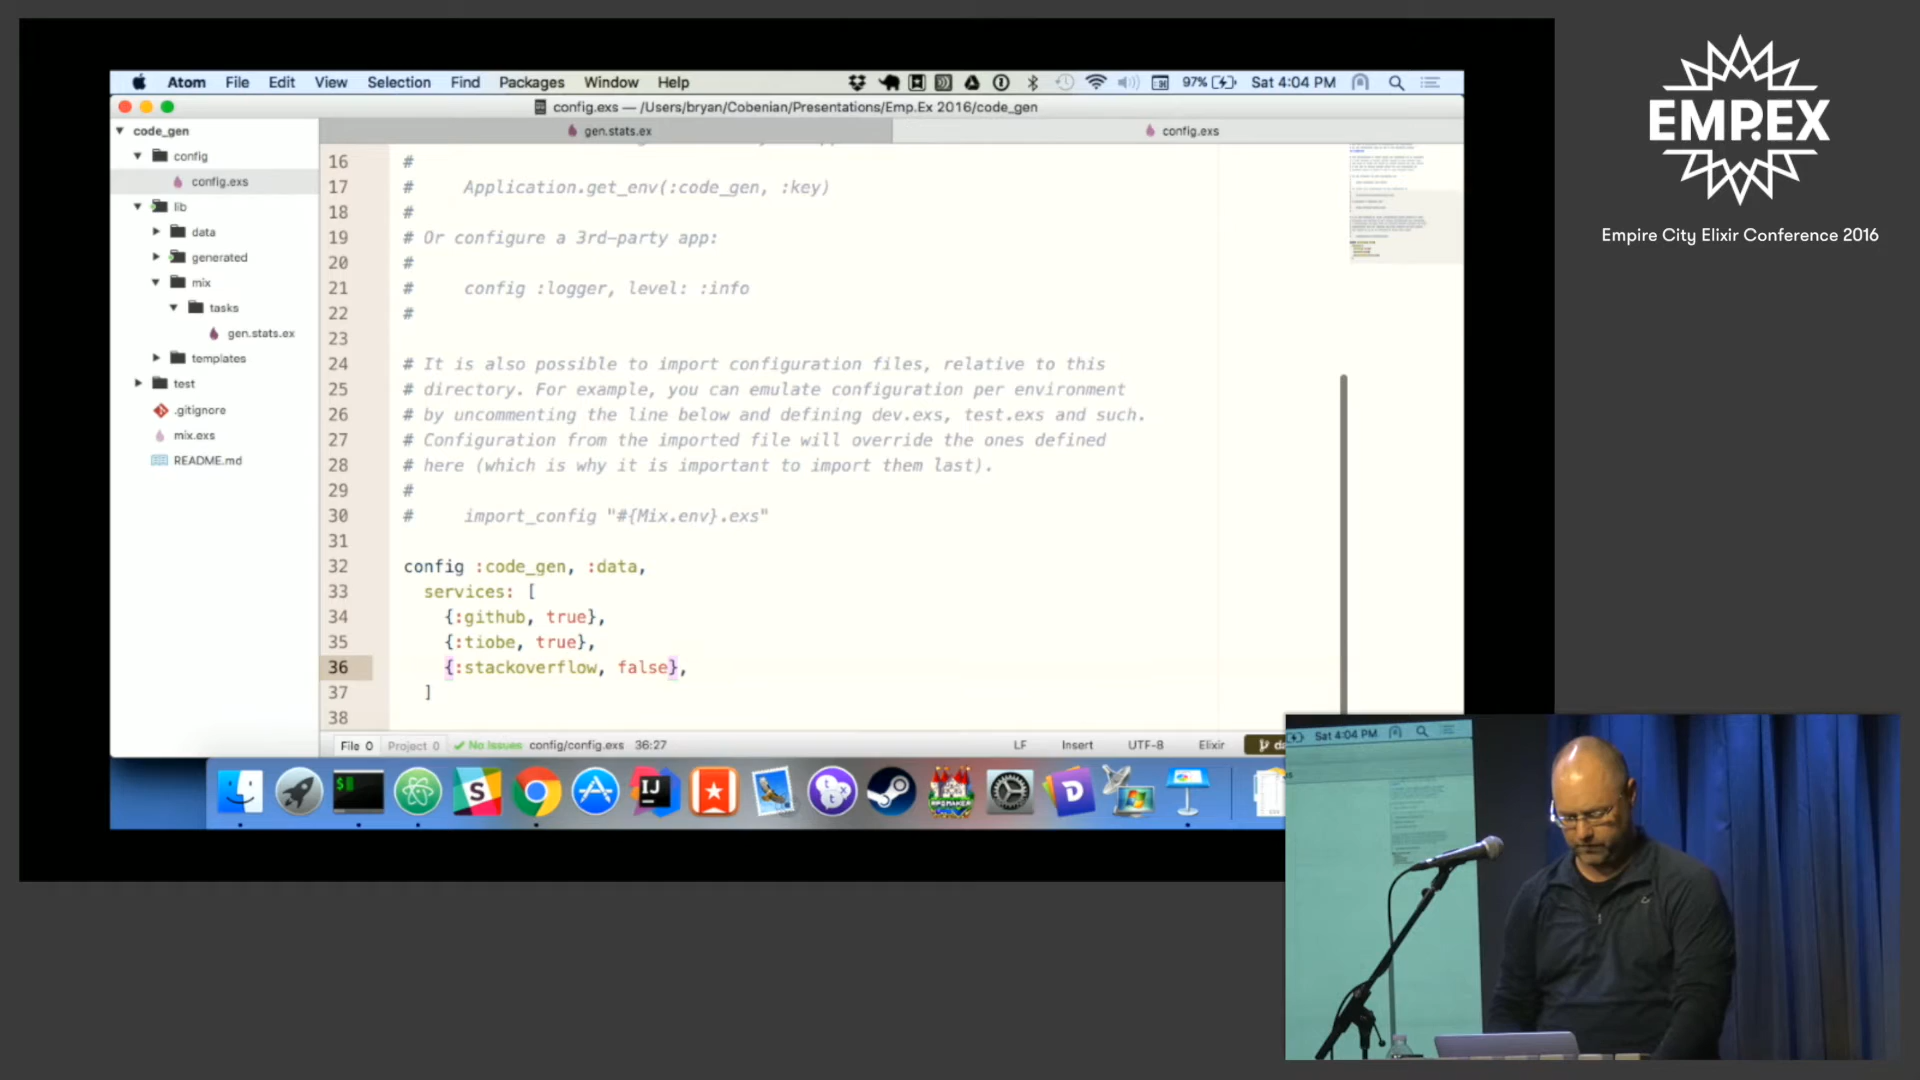 Atom File Edit View Selection Find Packages Window Help 97% Sat 4:04 PM
config.exs — /Users/bryan/Cobenian/Presentations/Emp.Ex 2016/code_gen
gen.stats.ex
config.exs
code_gen
config
config.exs
lib
data
generated
mix
tasks
gen.stats.ex
templates
test
.gitignore
mix.exs
README.md
16 #
17 # Application.get_env(:code_gen, :key)
18 #
19 # Or configure a 3rd-party app:
20 #
21 # config :logger, level: :info
22 #
23
24 # It is also possible to import configuration files, relative to this
25 # directory. For example, you can emulate configuration per environment
26 # by uncommenting the line below and defining dev.exs, test.exs and such.
27 # Configuration from the imported file will override the ones defined
28 # here (which is why it is important to import them last).
29 #
30 # import_config "#{Mix.env}.exs"
31
32 config :code_gen, :data,
33 services: [
34 {:github, true},
35 {:tiobe, true},
36 {:stackoverflow, false},
37 ]
38
File 0 Project 0 No Issues config/config.exs 36:27 LF Insert UTF-8 Elixir
$
S
IJ
t x
RPG MAKER
D
EMP.EX
Empire City Elixir Conference 2016
Sat 4:04 PM